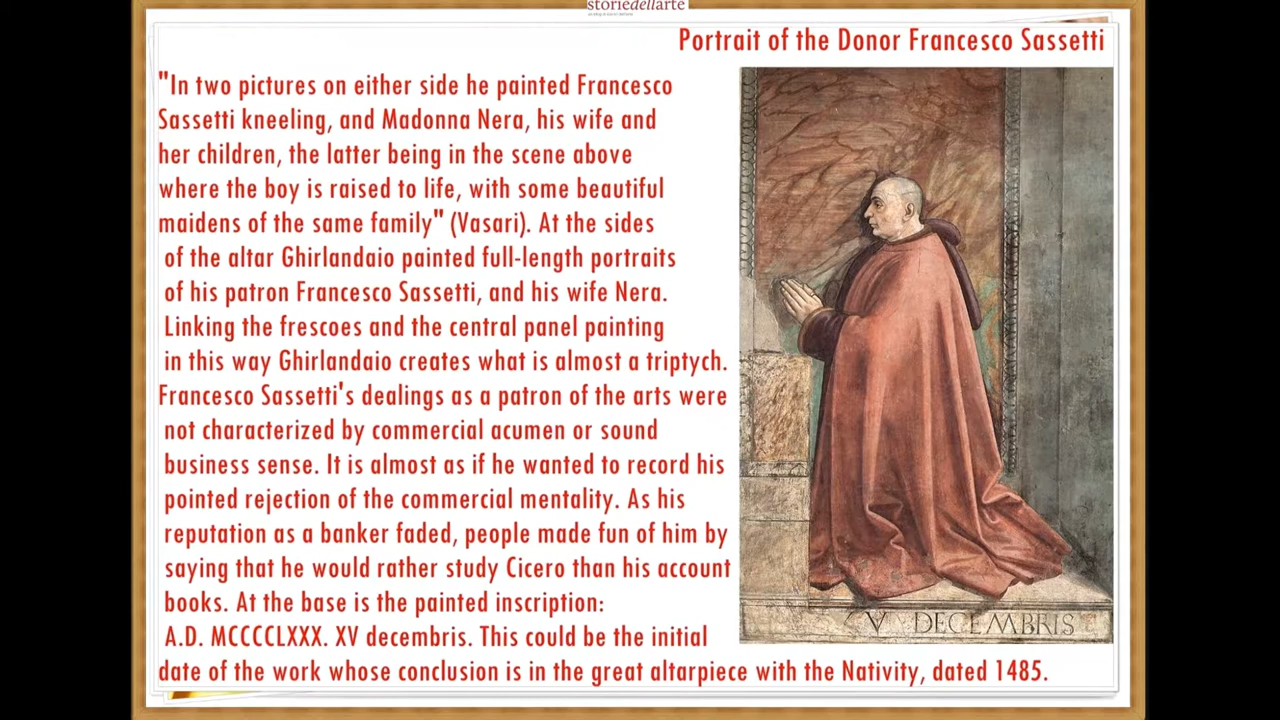 storiedellarte
Portrait of the Donor Francesco Sassetti
"In two pictures on either side he painted Francesco
Sassetti kneeling, and Madonna Nera, his wife and
her children, the latter being in the scene above
where the boy is raised to life, with some beautiful
maidens of the same family" (Vasari). At the sides
of the altar Ghirlandaio painted full-length portraits
of his patron Francesco Sassetti, and his wife Nera.
Linking the frescoes and the central panel painting
in this way Ghirlandaio creates what is almost a triptych.
Francesco Sassetti's dealings as a patron of the arts were
not characterized by commercial acumen or sound
business sense. It is almost as if he wanted to record his
pointed rejection of the commercial mentality. As his
reputation as a banker faded, people made fun of him by
saying that he would rather study Cicero than his account
books. At the base is the painted inscription:
A.D. MCCCCLXXX. XV decembris. This could be the initial
date of the work whose conclusion is in the great altarpiece with the Nativity, dated 1485.
V DECEMBRIS